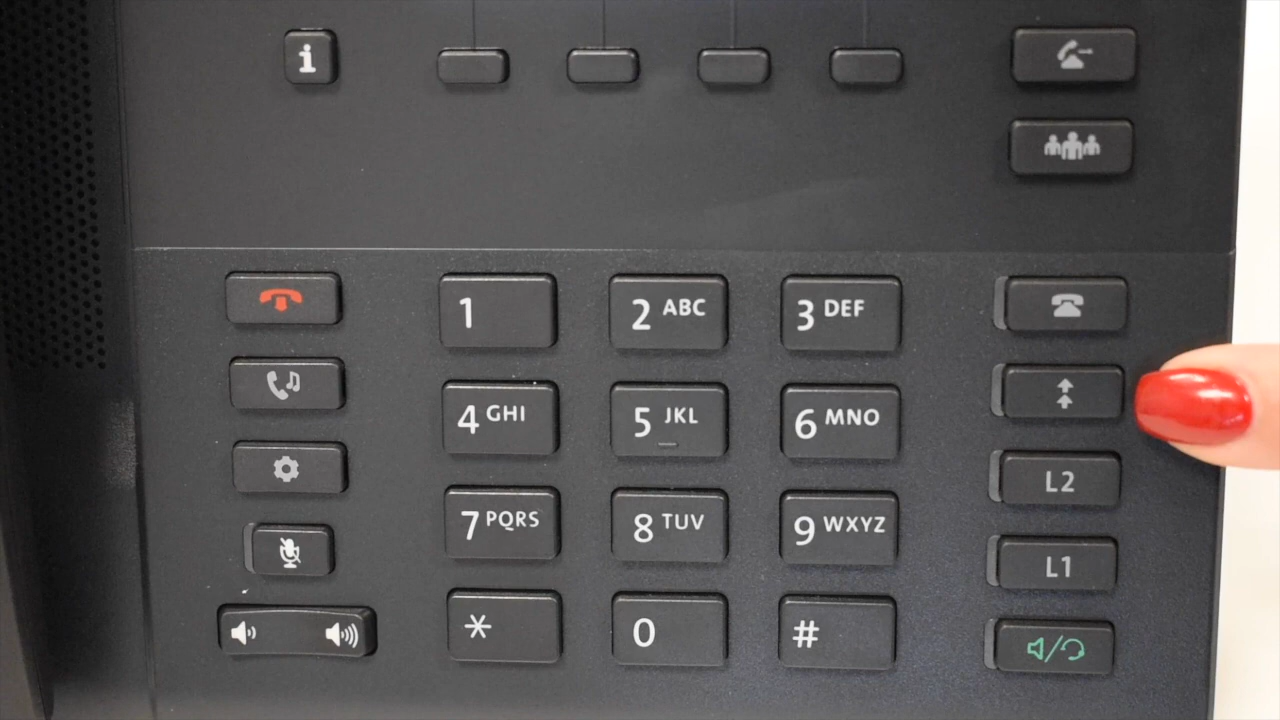 i
1
2 ABC
3 DEF
4 GHI
5 JKL
6 MNO
7 PQRS
8 TUV
9 WXYZ
*
0
#
L2
L1